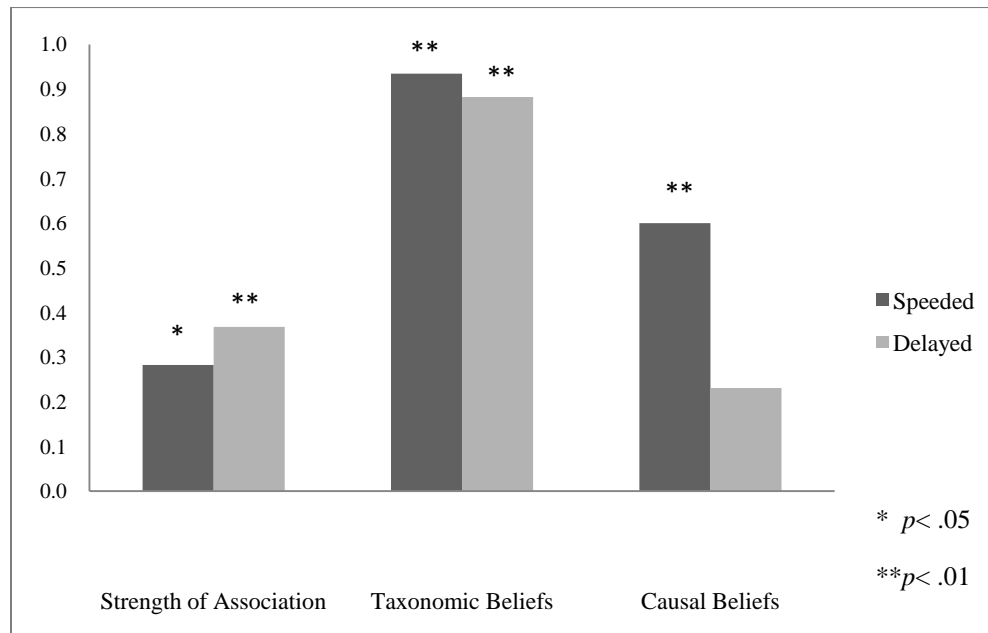 1.0
0.9
0.8
0.7
0.6
0.5
0.4
0.3
0.2
0.1
0.0
* **
** **
**
Speeded
Delayed
* p< .05
**p< .01
Strength of Association Taxonomic Beliefs Causal Beliefs